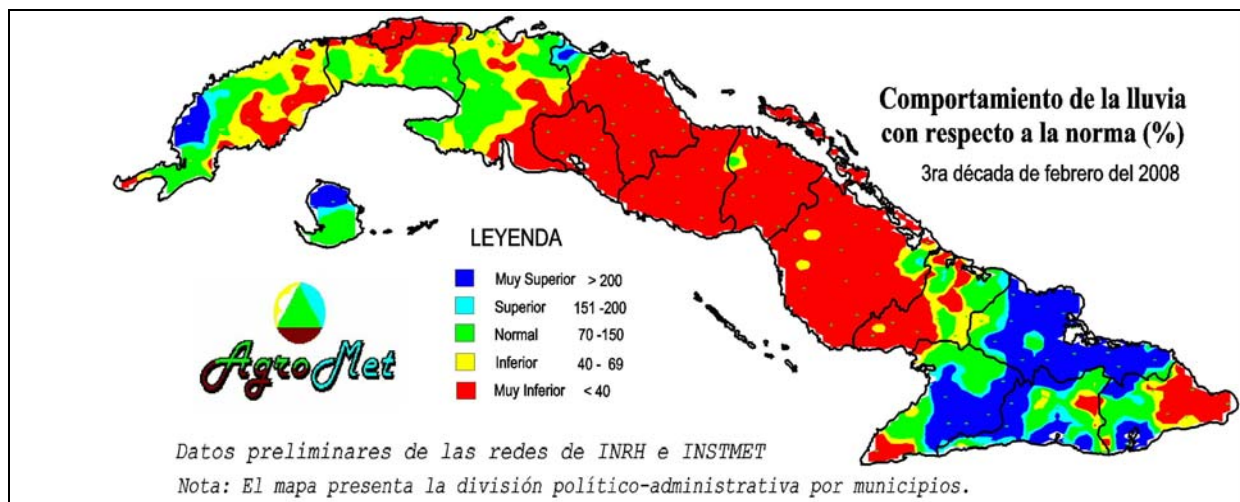 Comportamiento de la lluvia
con respecto a la norma (%)
3ra década de febrero del 2008
LEYENDA
Muy Superior > 200
Superior 151 -200
Normal 70 -150
Inferior 40 - 69
Muy Inferior < 40
AgroMet
Datos preliminares de las redes de INRH e INSTMET
Nota: El mapa presenta la división político-administrativa por municipios.